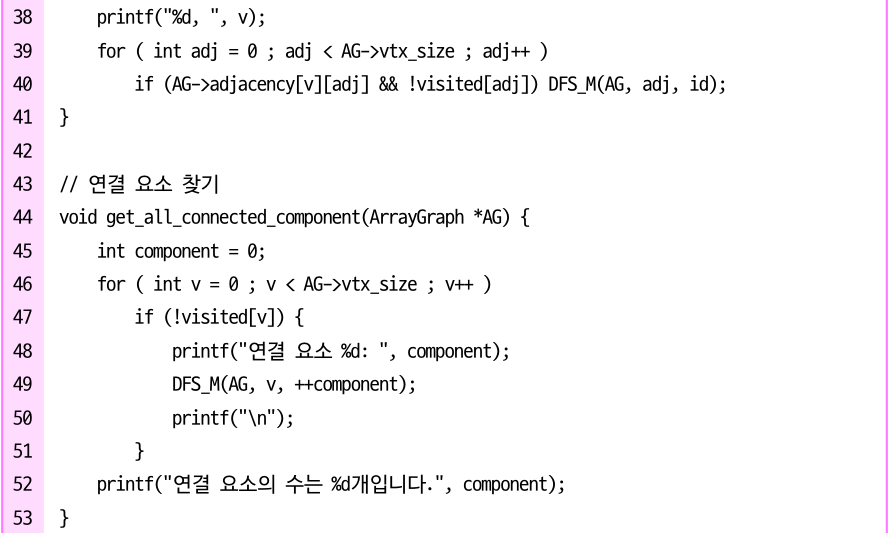 38     printf("%d, ", v);
39     for ( int adj = 0 ; adj < AG->vtx_size ; adj++ )
40         if (AG->adjacency[v][adj] && !visited[adj]) DFS_M(AG, adj, id);
41 }
42
43 // 연결 요소 찾기
44 void get_all_connected_component(ArrayGraph *AG) {
45     int component = 0;
46     for ( int v = 0 ; v < AG->vtx_size ; v++ )
47         if (!visited[v]) {
48             printf("연결 요소 %d: ", component);
49             DFS_M(AG, v, ++component);
50             printf("\n");
51         }
52     printf("연결 요소의 수는 %d개입니다.", component);
53 }